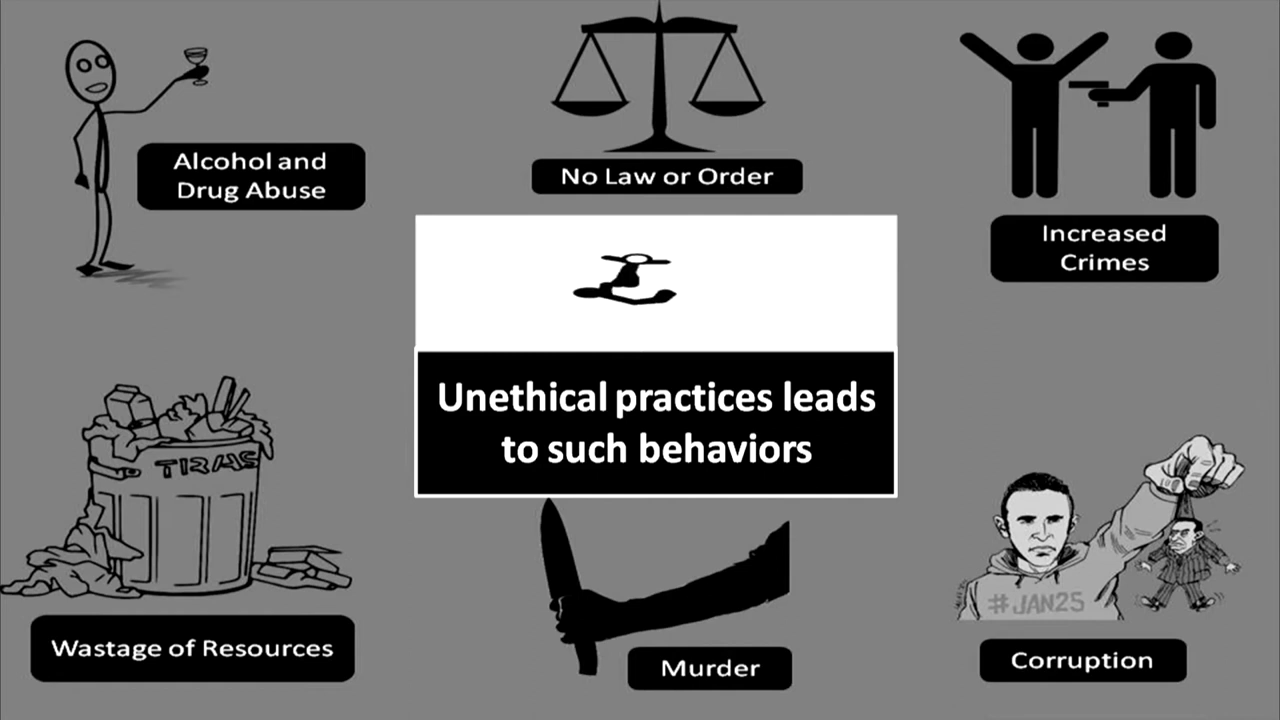 Alcohol and
Drug Abuse
No Law or Order
Increased
Crimes
Unethical practices leads
to such behaviors
TRAS
Wastage of Resources
Murder
#JAN25
Corruption